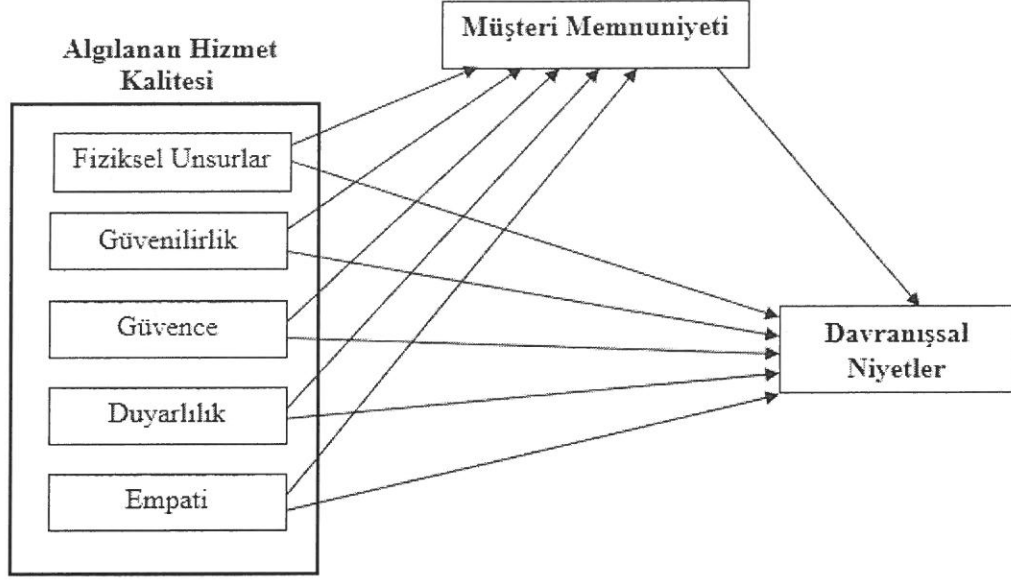 Müşteri Memnuniyeti
Algılanan Hizmet
Kalitesi
Fiziksel Unsurlar
Güvenilirlik
Güvence
Duyarlılık
Empati
Davranışsal
Niyetler